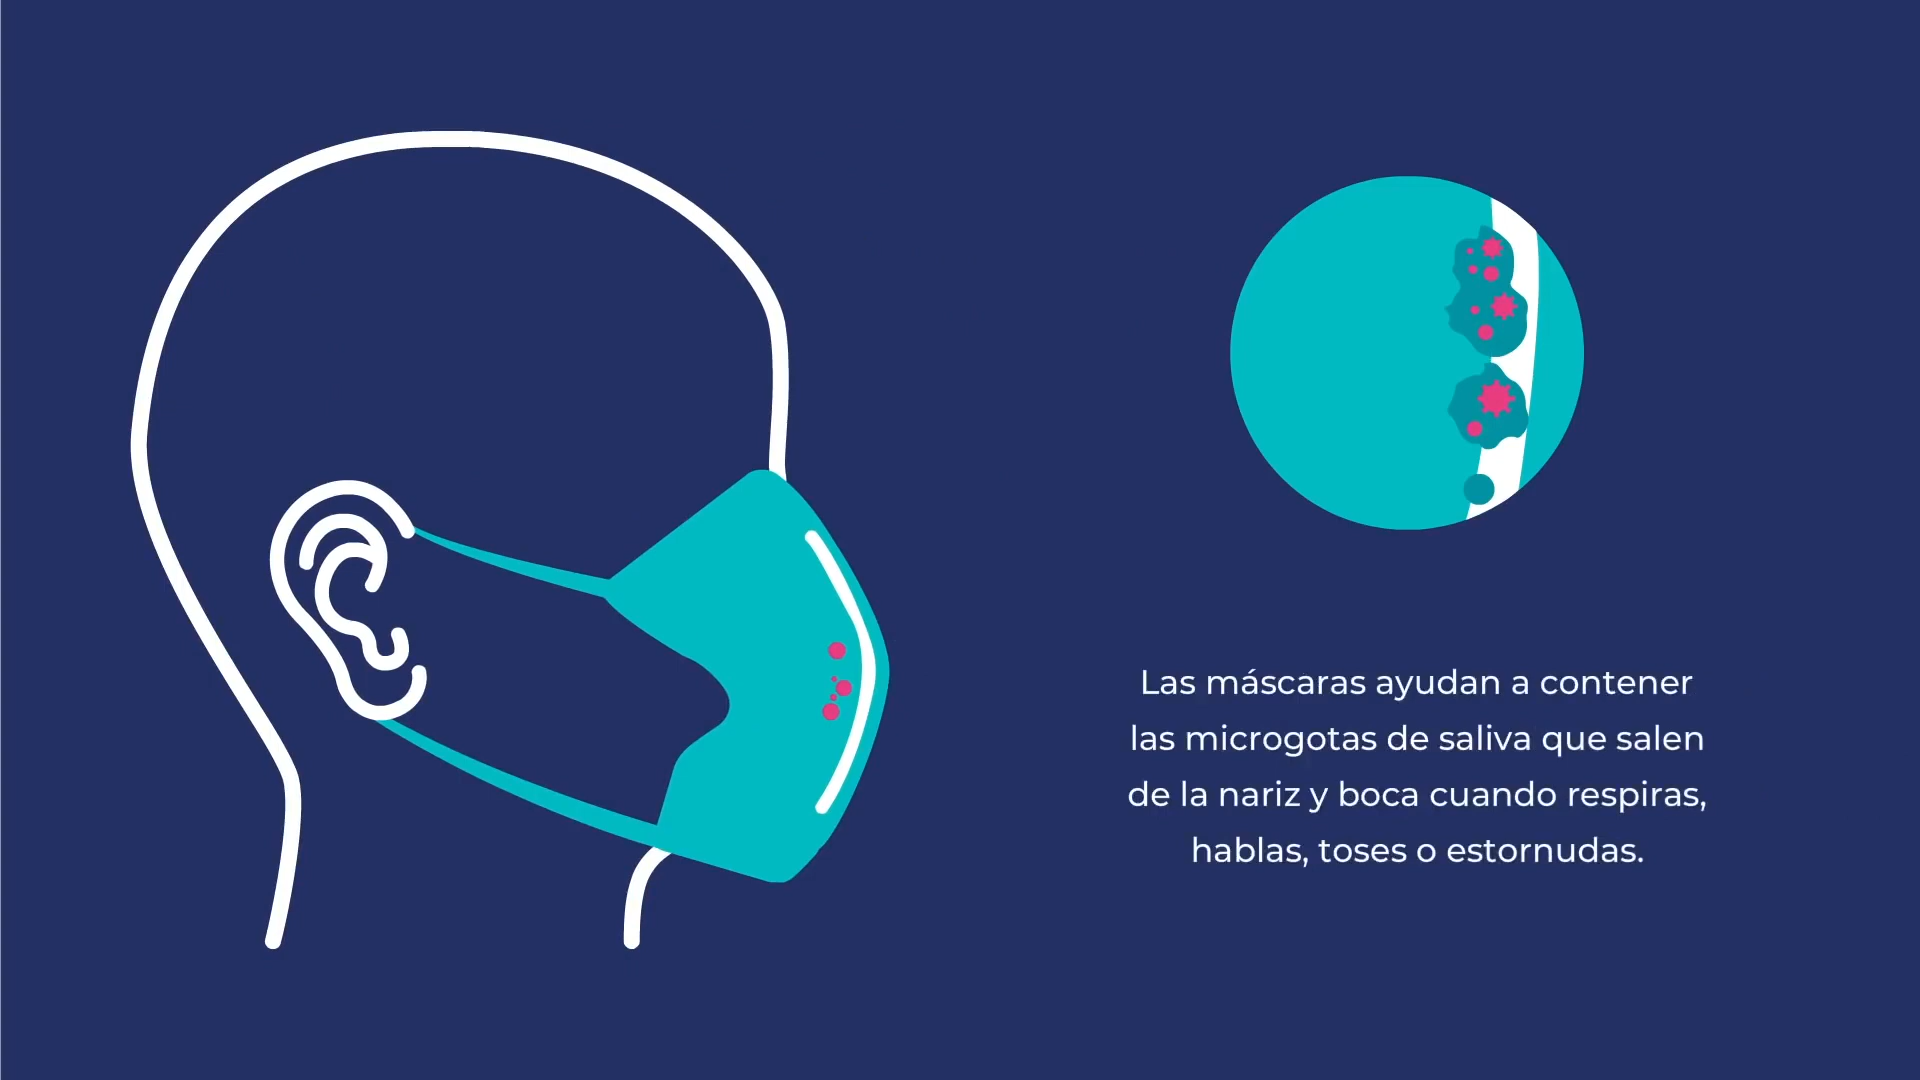 Las máscaras ayudan a contener
las microgotas de saliva que salen
de la nariz y boca cuando respiras,
hablas, toses o estornudas.